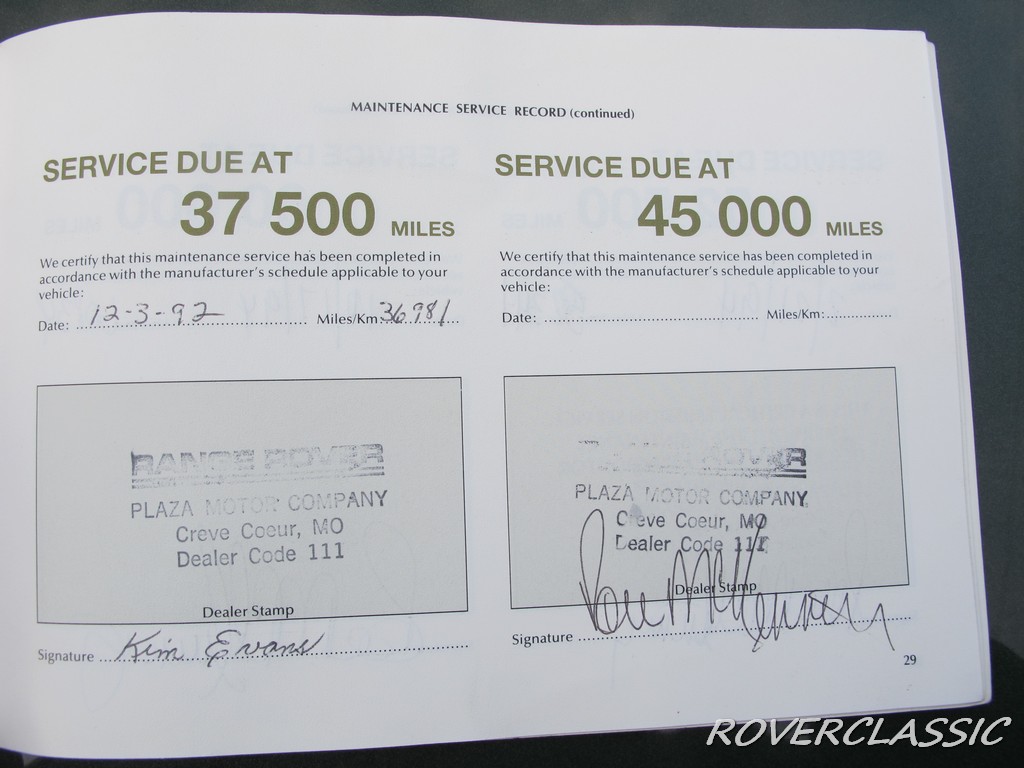 MAINTENANCE SERVICE RECORD (continued)
SERVICE DUE AT
37 500 MILES
We certify that this maintenance service has been completed in
accordance with the manufacturer's schedule applicable to your
vehicle:
Date: 12-3-92 Miles/Km: 36981
RANGE ROVER
PLAZA MOTOR COMPANY
Creve Coeur, MO
Dealer Code 111
Dealer Stamp
Signature Kim Evans
SERVICE DUE AT
45 000 MILES
We certify that this maintenance service has been completed in
accordance with the manufacturer's schedule applicable to your
vehicle:
Date: Miles/Km:
ROVER
PLAZA MOTOR COMPANY
Creve Coeur, MO
Dealer Code 111
Dealer Stamp
Signature
29
ROVERCLASSIC